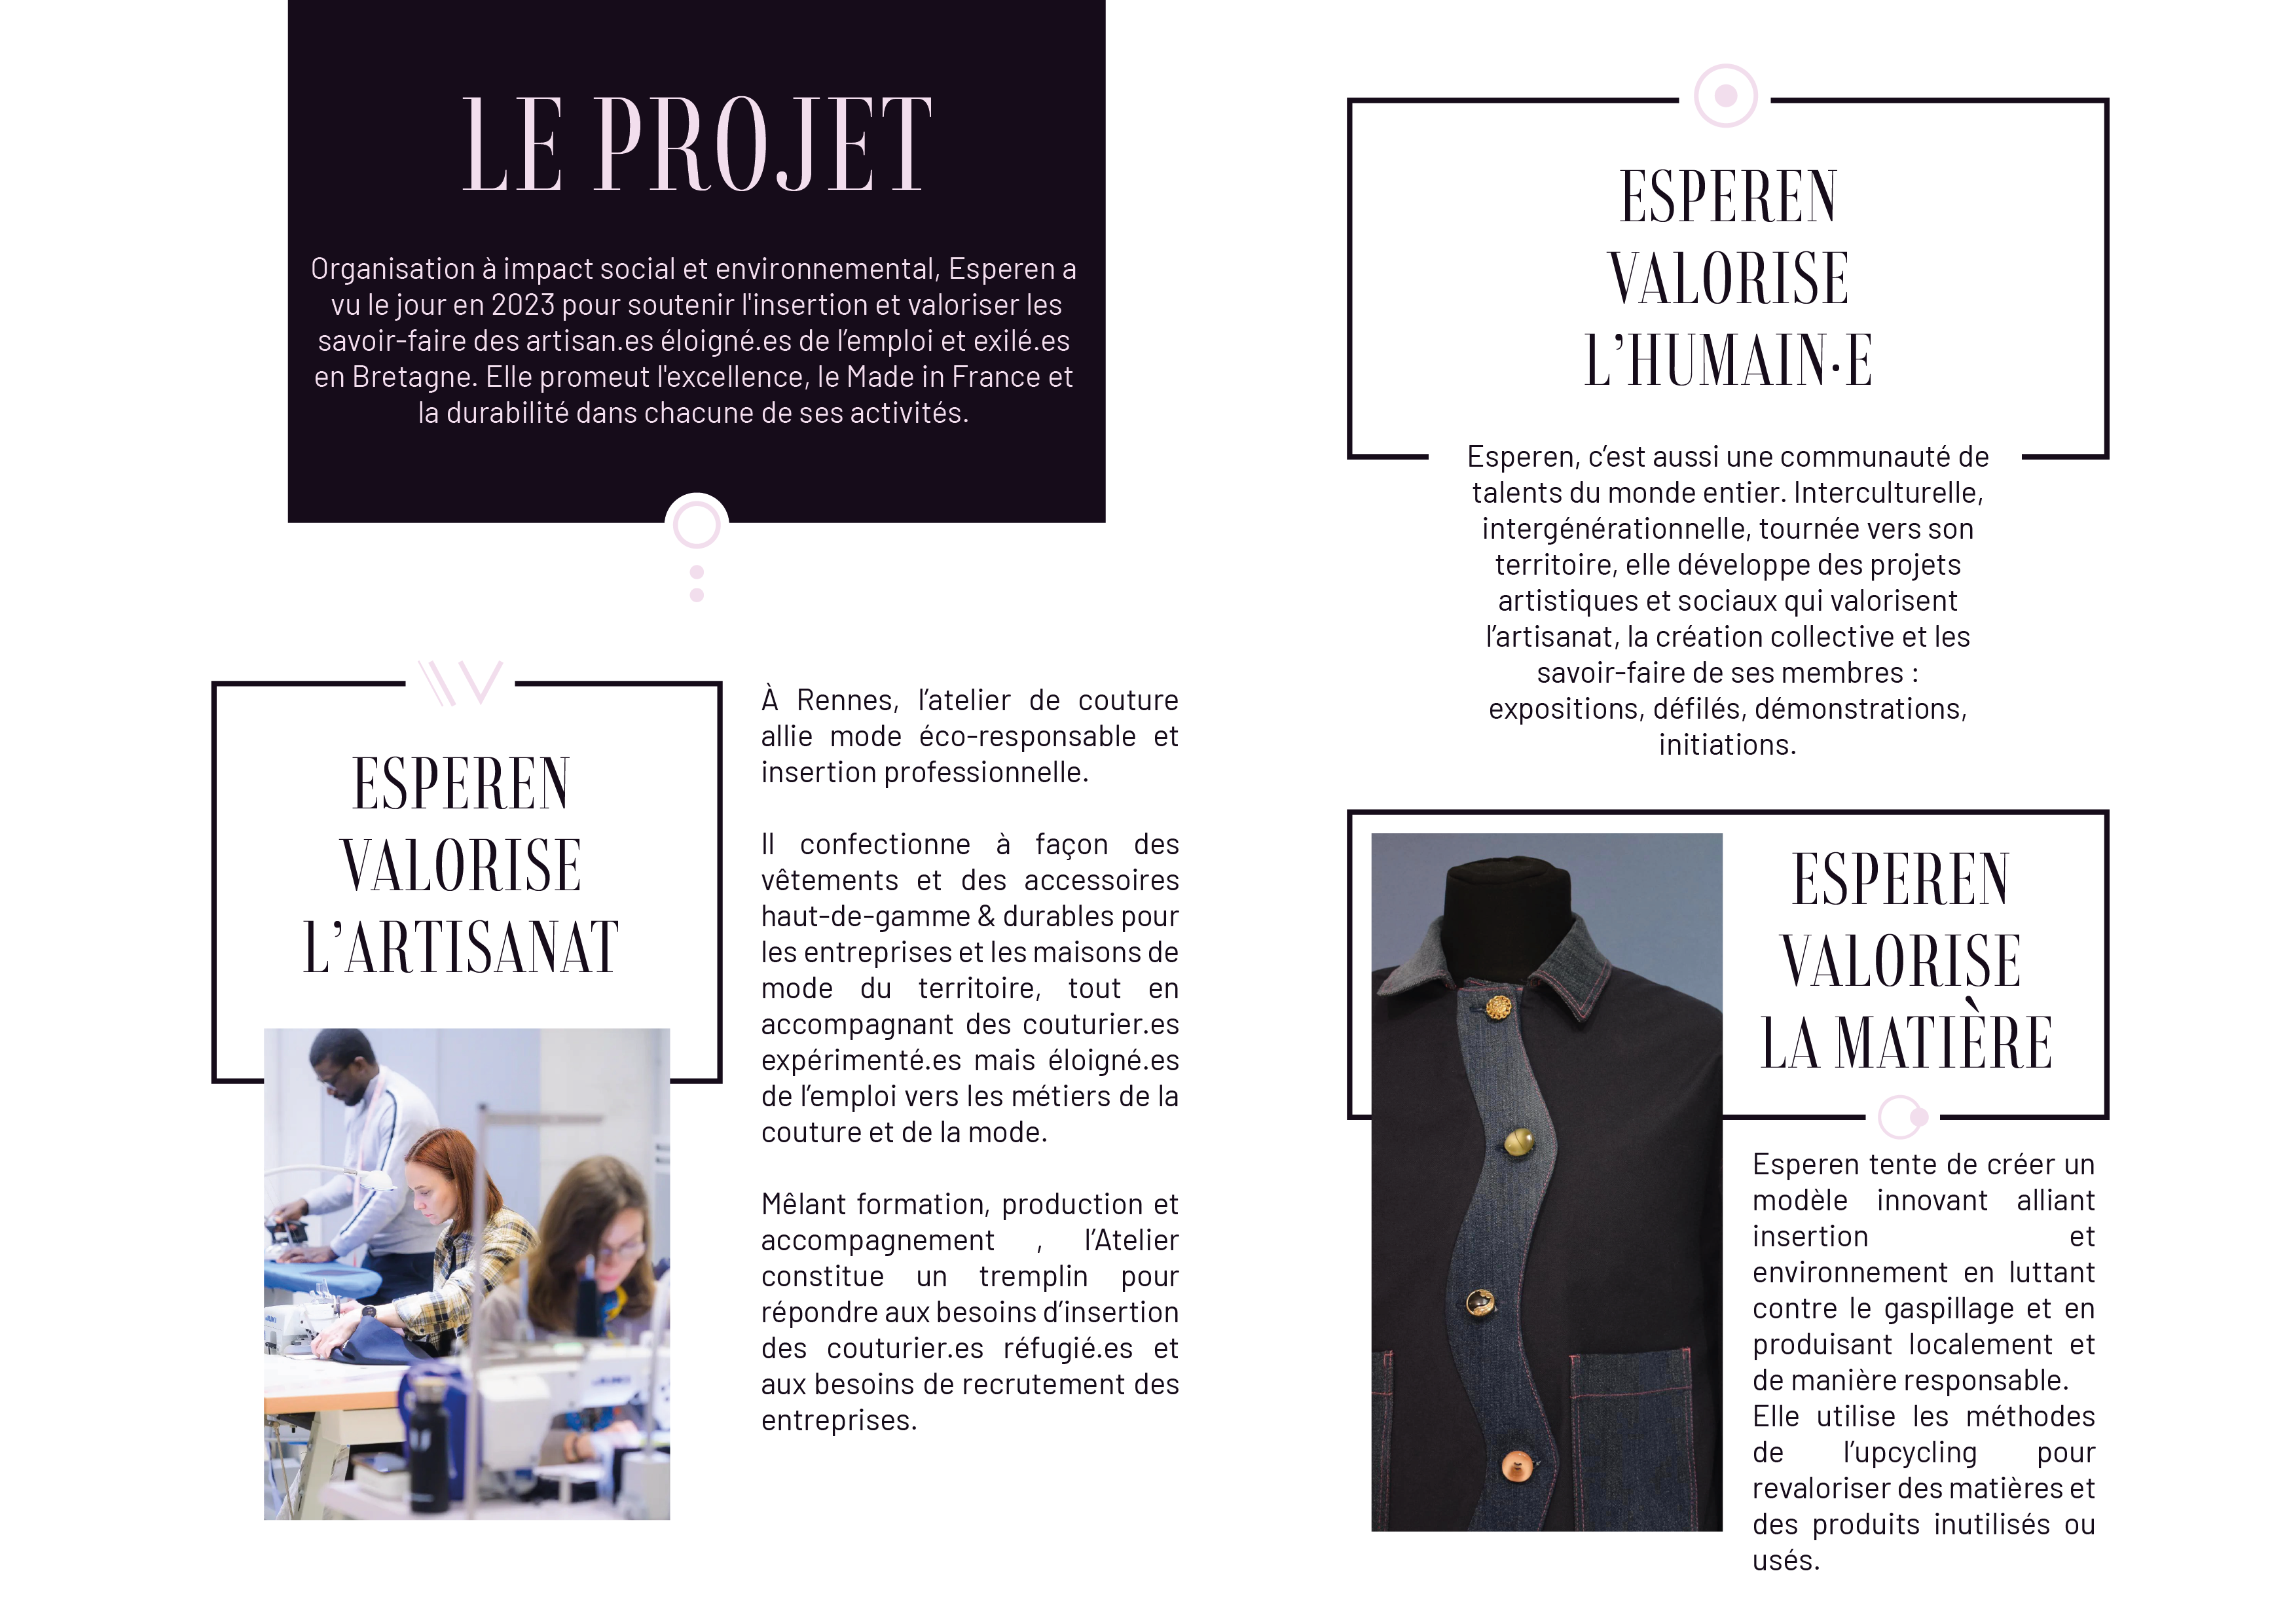 LE PROJET
Organisation à impact social et environnemental, Esperen a
vu le jour en 2023 pour soutenir l'insertion et valoriser les
savoir-faire des artisan.es éloigné.es de l’emploi et exilé.es
en Bretagne. Elle promeut l'excellence, le Made in France et
la durabilité dans chacune de ses activités.
ESPEREN
VALORISE
L’ARTISANAT
À Rennes, l’atelier de couture
allie mode éco-responsable et
insertion professionnelle.
Il confectionne à façon des
vêtements et des accessoires
haut-de-gamme & durables pour
les entreprises et les maisons de
mode du territoire, tout en
accompagnant des couturier.es
expérimenté.es mais éloigné.es
de l’emploi vers les métiers de la
couture et de la mode.
Mêlant formation, production et
accompagnement , l’Atelier
constitue un tremplin pour
répondre aux besoins d’insertion
des couturier.es réfugié.es et
aux besoins de recrutement des
entreprises.
ESPEREN
VALORISE
L’HUMAIN·E
Esperen, c’est aussi une communauté de
talents du monde entier. Interculturelle,
intergénérationnelle, tournée vers son
territoire, elle développe des projets
artistiques et sociaux qui valorisent
l’artisanat, la création collective et les
savoir-faire de ses membres :
expositions, défilés, démonstrations,
initiations.
ESPEREN
VALORISE
LA MATIÈRE
Esperen tente de créer un
modèle innovant alliant
insertion et
environnement en luttant
contre le gaspillage et en
produisant localement et
de manière responsable.
Elle utilise les méthodes
de l’upcycling pour
revaloriser des matières et
des produits inutilisés ou
usés.